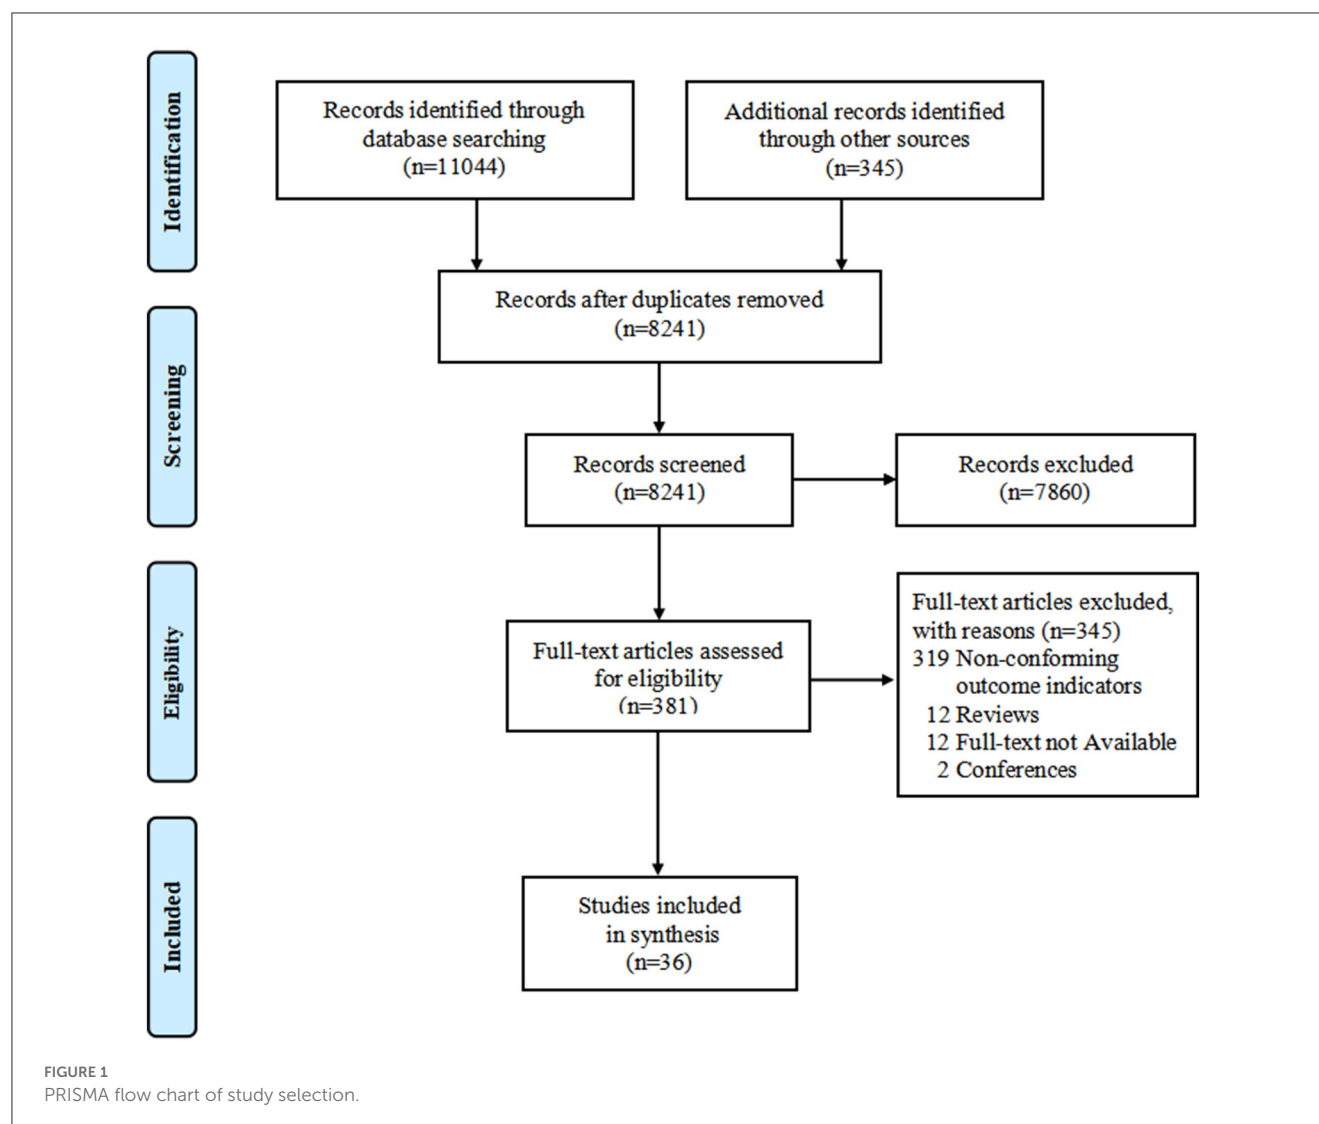 Identification
Records identified through
database searching
(n=11044)
Additional records identified
through other sources
(n=345)
Records after duplicates removed
(n=8241)
Screening
Records screened
(n=8241)
Records excluded
(n=7860)
Eligibility
Full-text articles assessed
for eligibility
(n=381)
Full-text articles excluded,
with reasons (n=345)
319 Non-conforming
outcome indicators
12 Reviews
12 Full-text not Available
2 Conferences
Included
Studies included
in synthesis
(n=36)
FIGURE 1
PRISMA flow chart of study selection.